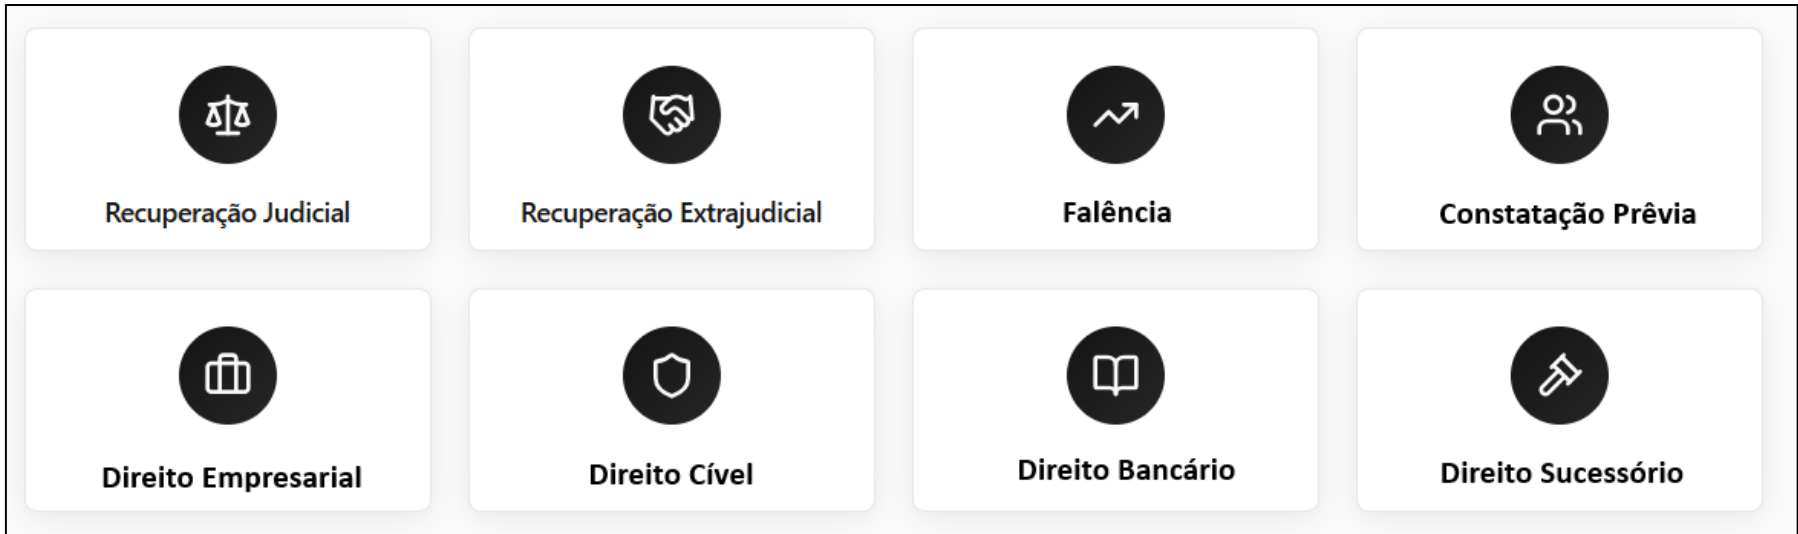 Recuperação Judicial
Recuperação Extrajudicial
Falência
Constatação Prêvia
Direito Empresarial
Direito Cível
Direito Bancário
Direito Sucessório